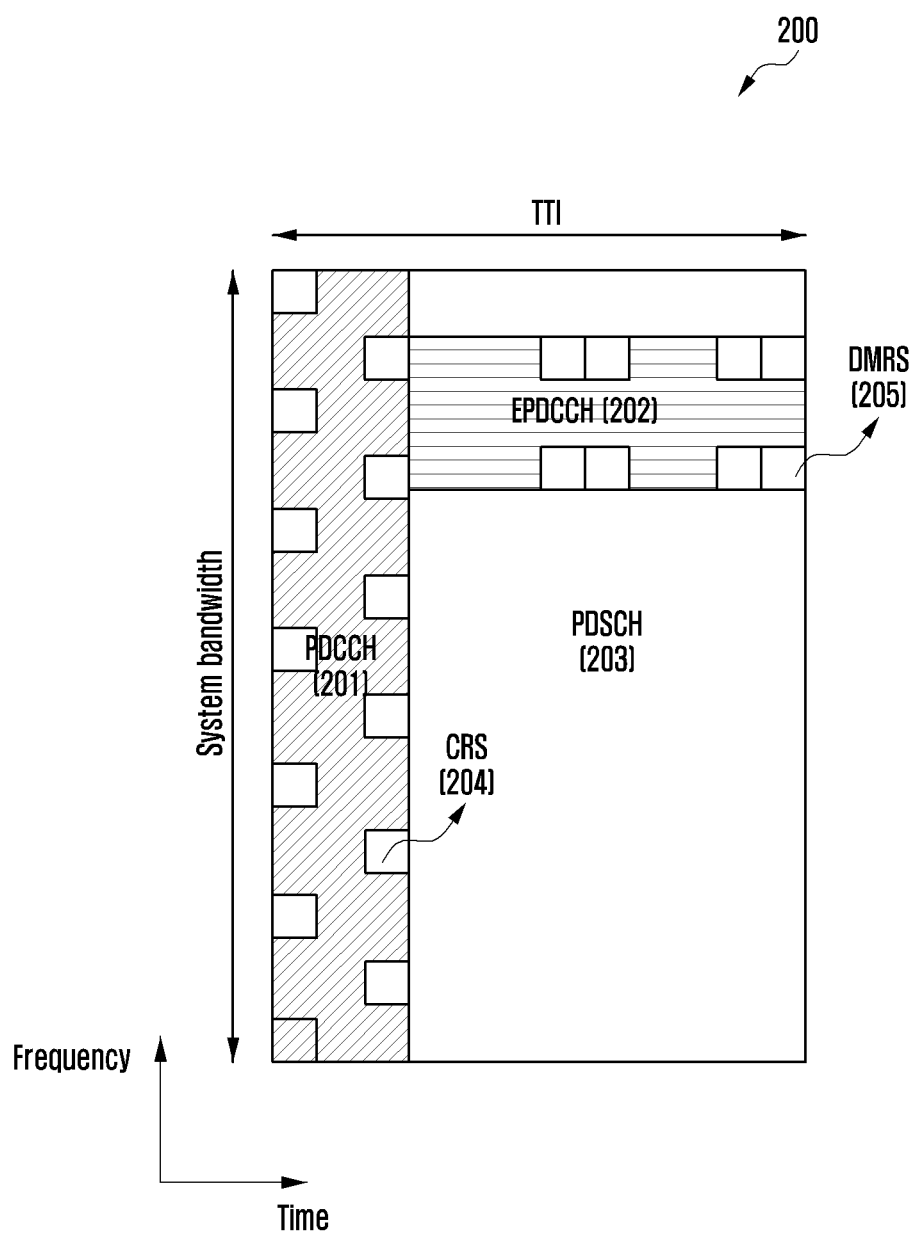 200
TTI
DMRS
(205)
EPDCCH (202)
System bandwidth
PDSCH
(203)
PDCCH
(201)
CRS
(204)
Frequency
Time